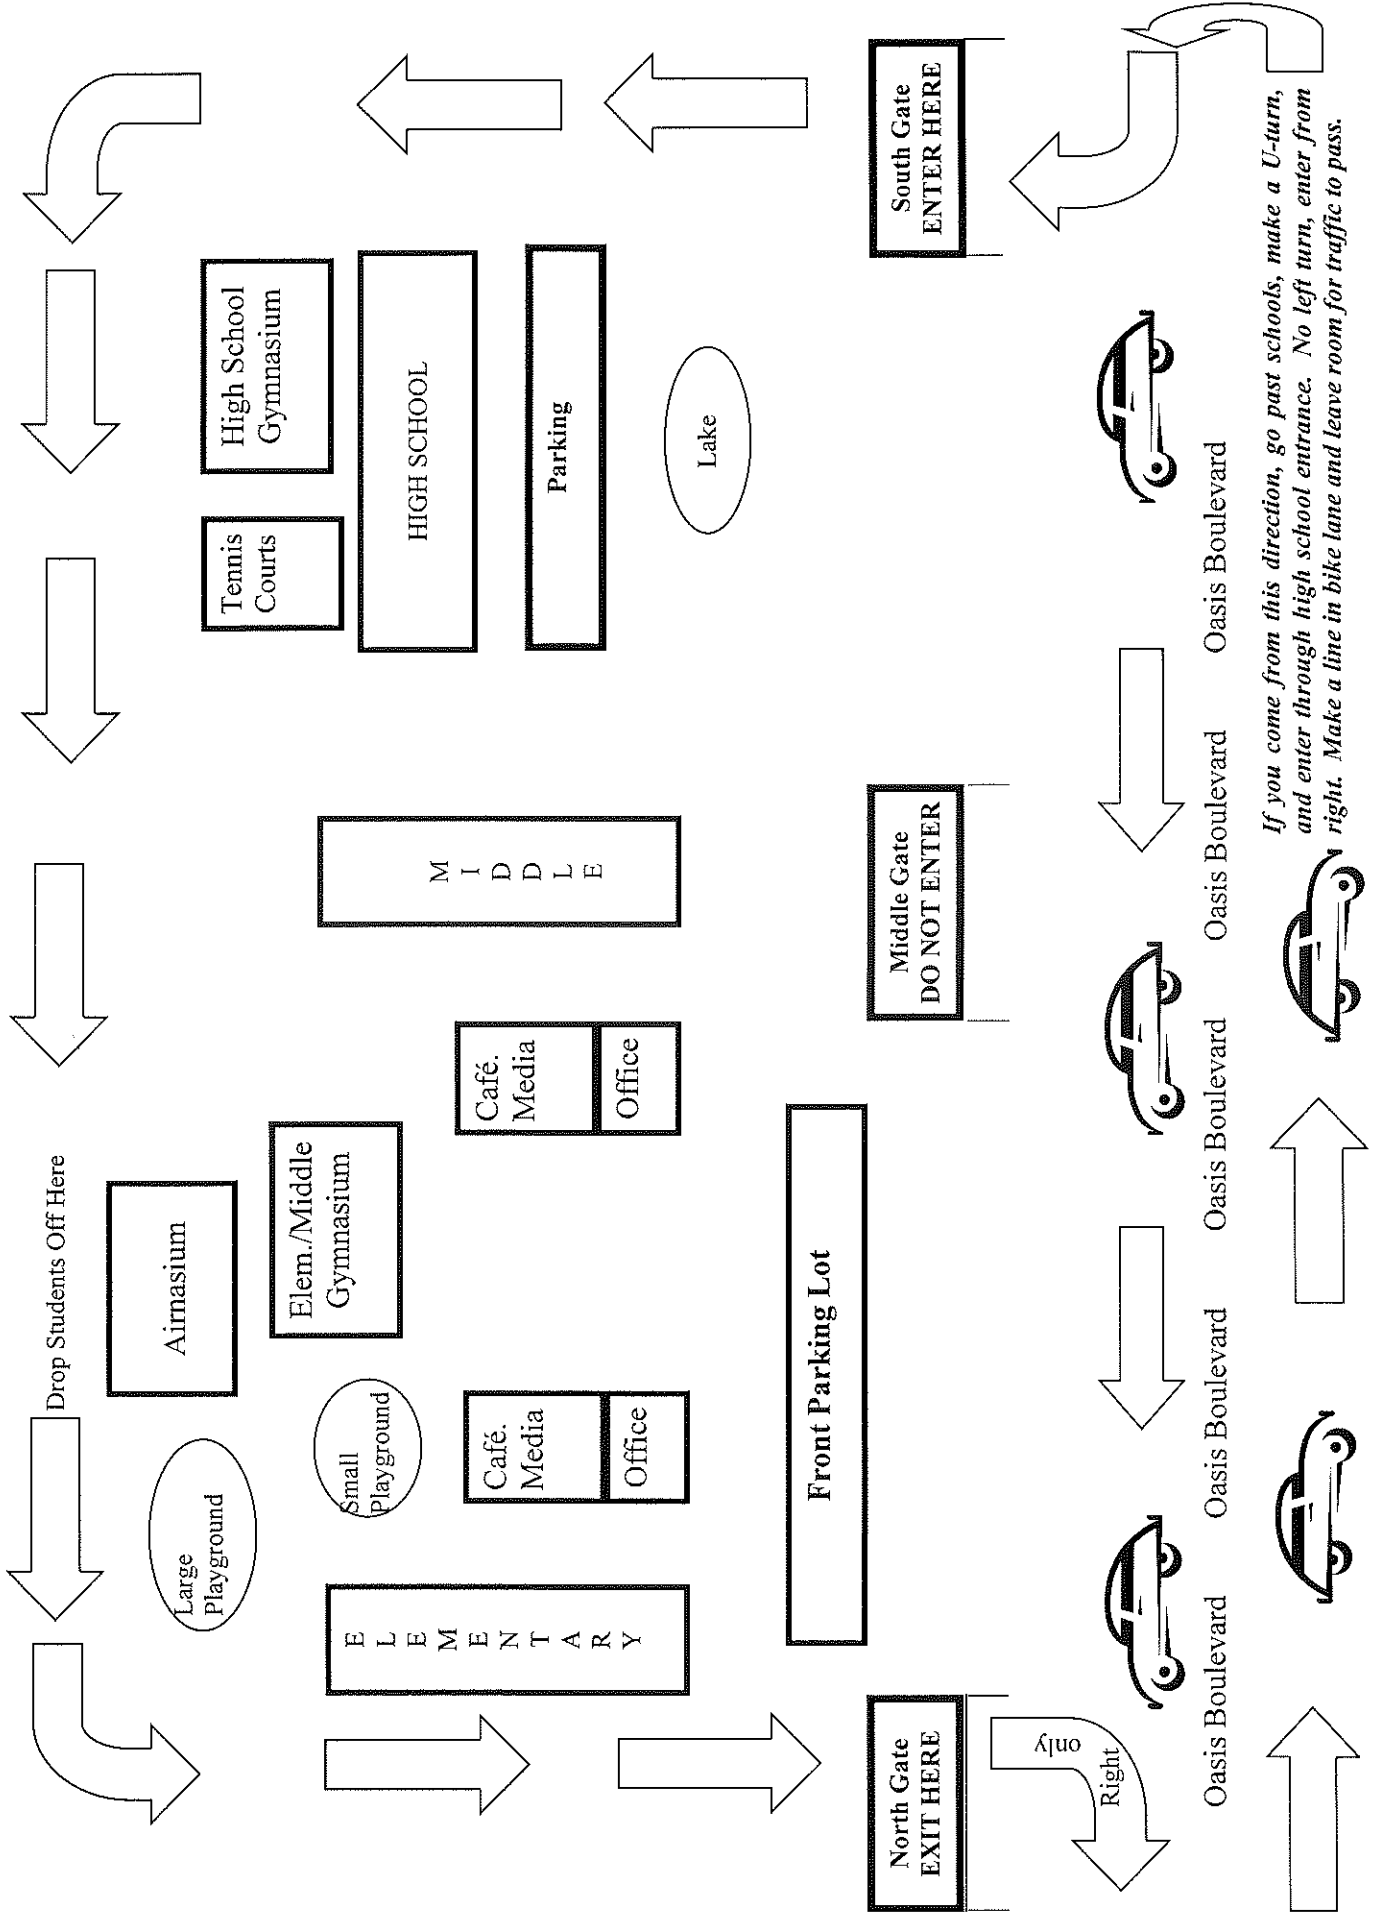 Drop Students Off Here
Large
Playground
Airnasium
Tennis
Courts
High School
Gymnasium
Small
Playground
Elem./Middle
Gymnasium
HIGH SCHOOL
E
L
E
M
E
N
T
A
R
Y
Café.
Media
Office
Café.
Media
Office
M
I
D
D
L
E
Parking
Lake
Front Parking Lot
North Gate
EXIT HERE
Middle Gate
DO NOT ENTER
South Gate
ENTER HERE
Right
only
Oasis Boulevard
Oasis Boulevard
Oasis Boulevard
Oasis Boulevard
Oasis Boulevard
If you come from this direction, go past schools, make a U-turn,
and enter through high school entrance. No left turn, enter from
right. Make a line in bike lane and leave room for traffic to pass.